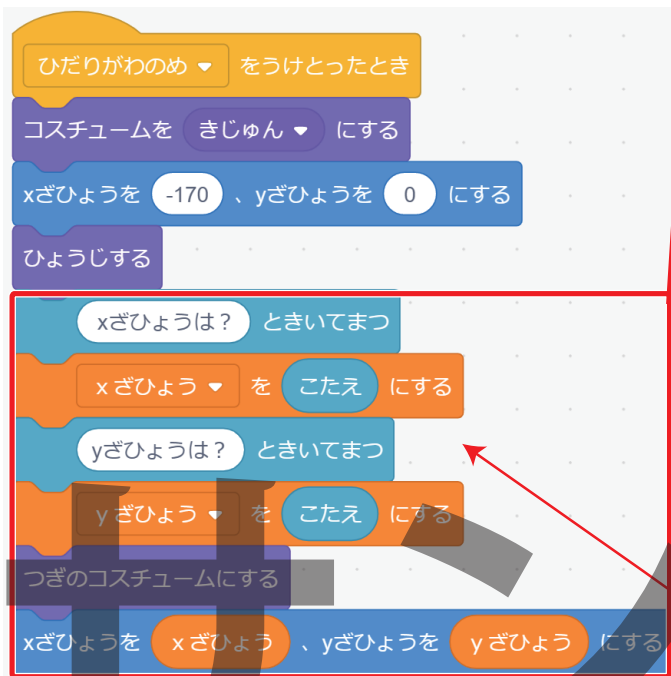 ひだりがわのめ をうけとったとき
コスチュームを きじゅん にする
xざひょうを -170 、yざひょうを 0 にする
ひょうじする
xざひょうは? ときいてまつ
x ざひょう を こたえ にする
yざひょうは? ときいてまつ
y ざひょう を こたえ にする
つぎのコスチュームにする
xざひょうを x ざひょう 、yざひょうを y ざひょう にする